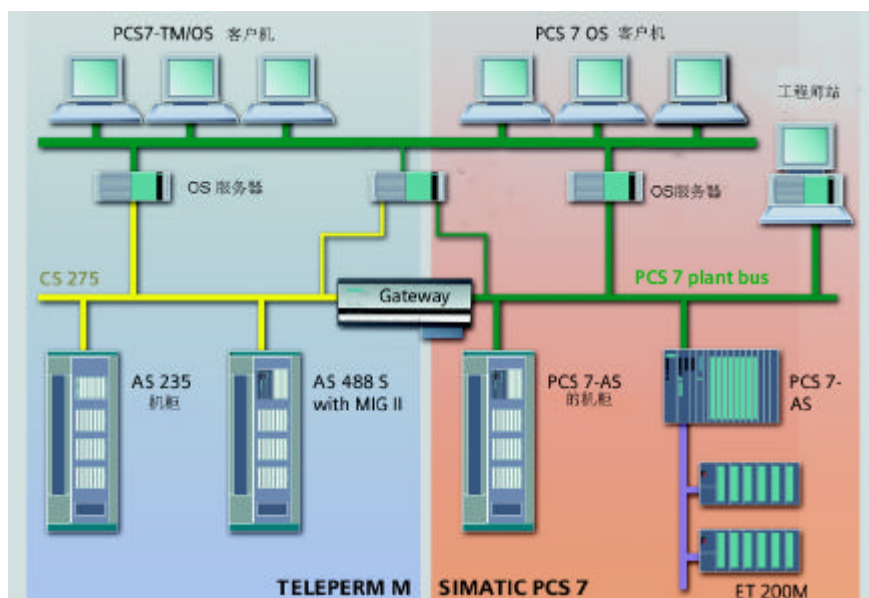 PCS7-TM/OS 客户机
PCS 7 OS 客户机
工程师站
OS 服务器
OS服务器
CS 275
Gateway
PCS 7 plant bus
AS 235
机柜
AS 488 S
with MIG II
PCS 7-AS
的机柜
PCS 7-
AS
TELEPERM M
SIMATIC PCS 7
ET 200M